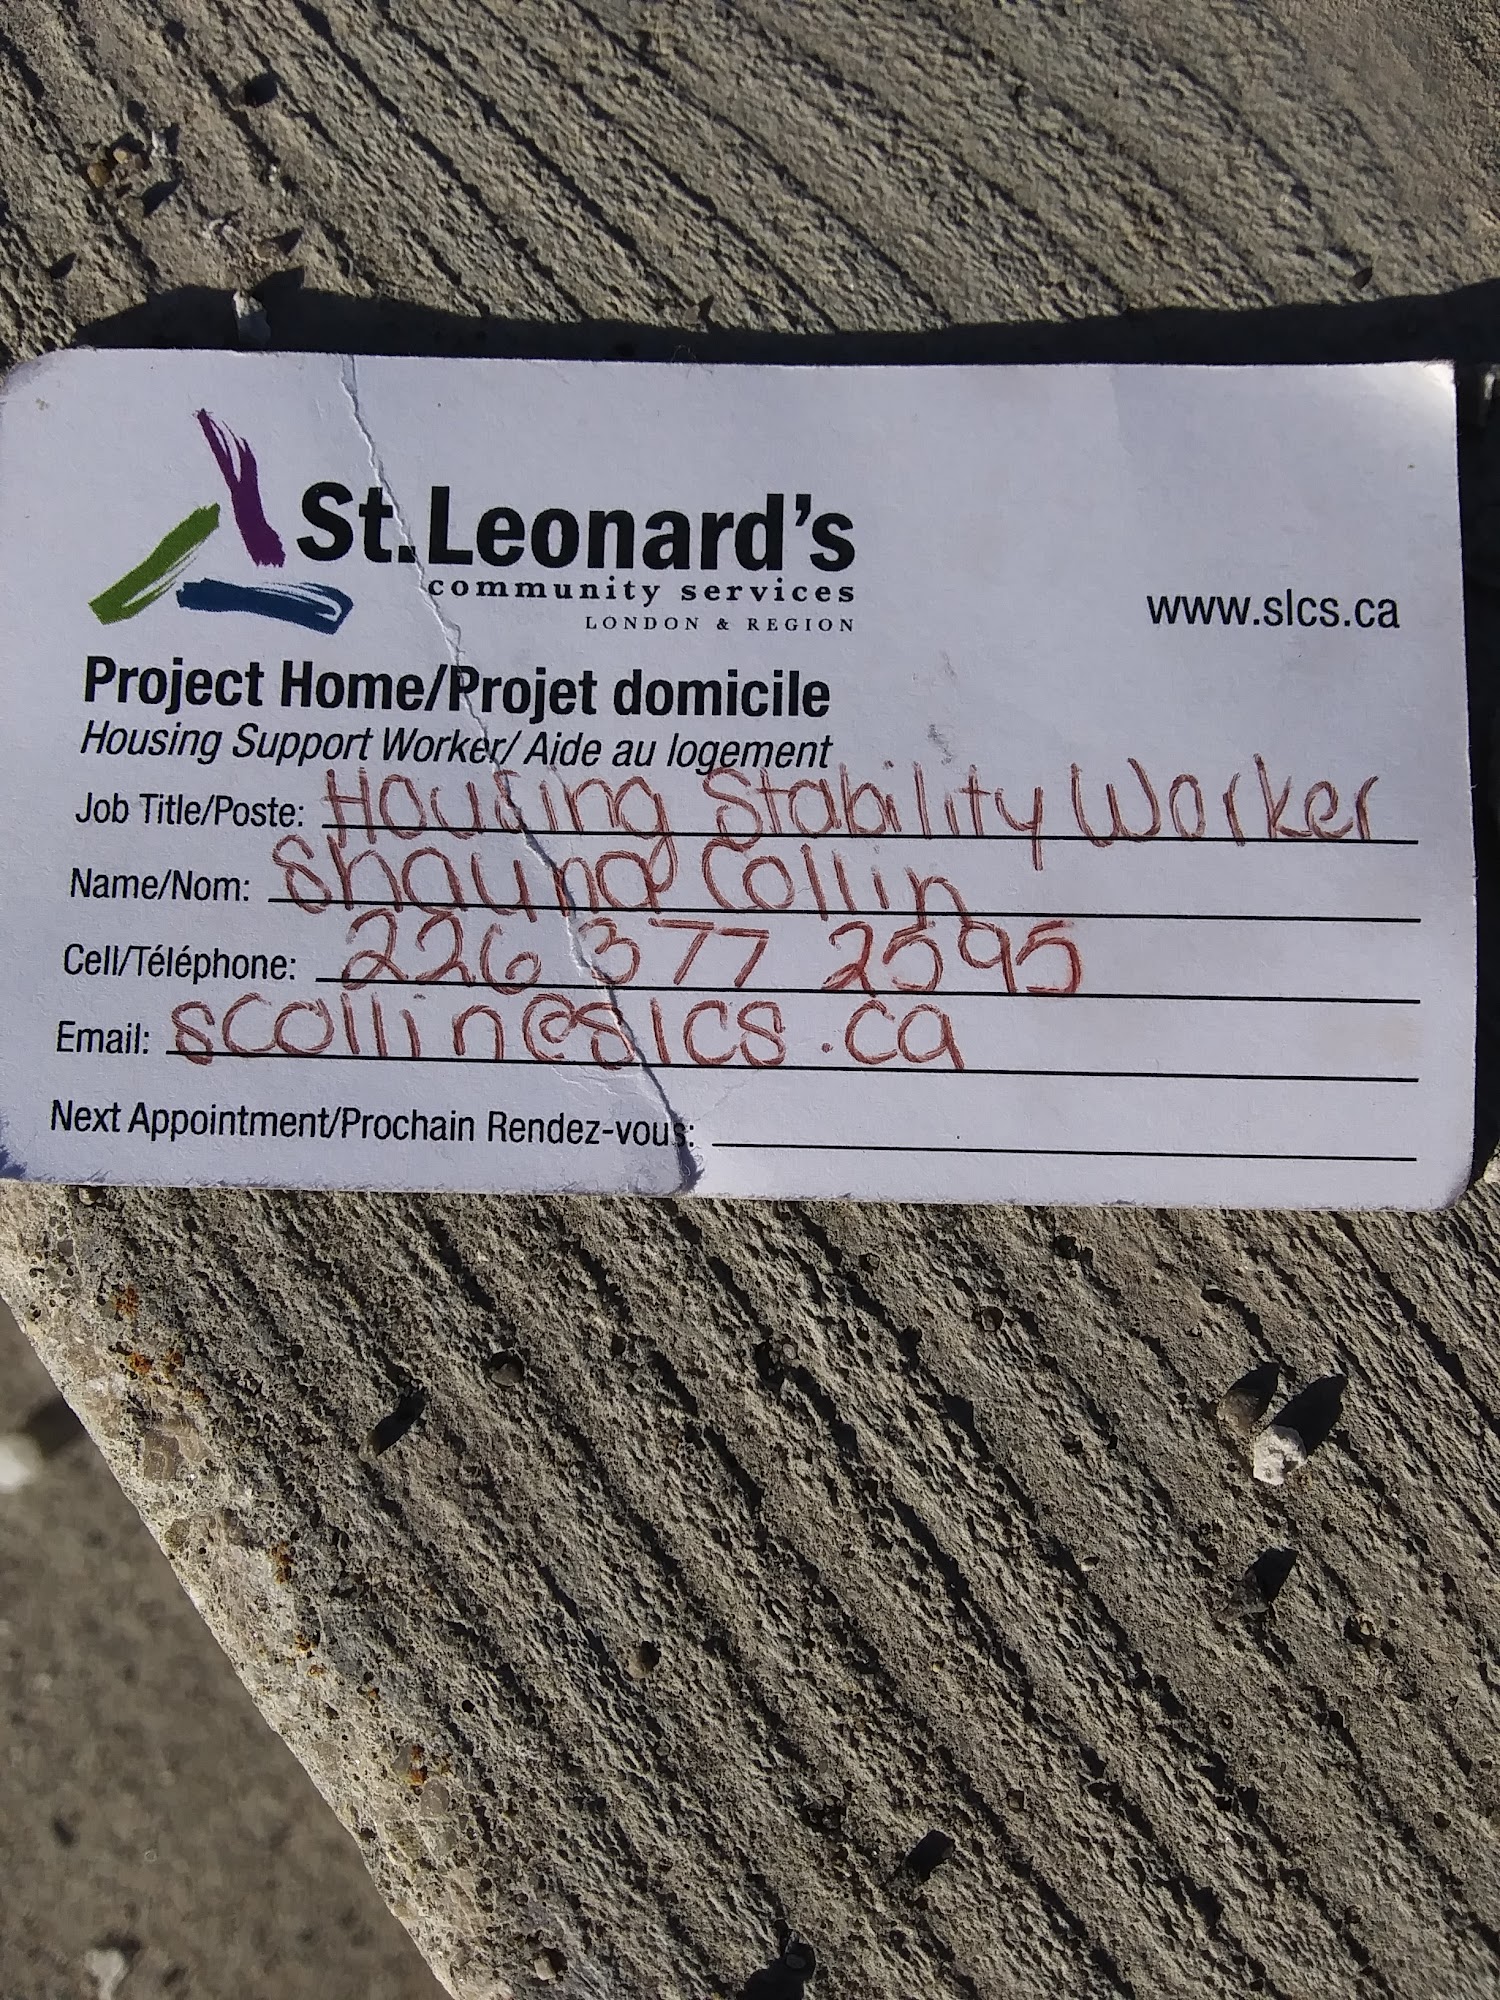 St. Leonard's
community services
LONDON & REGION
www.slcs.ca
Project Home/Projet domicile
Housing Support Worker/ Aide au logement
Job Title/Poste: Housing Stability Worker
Name/Nom: Shauna Collin
Cell/Téléphone: 226 377 2595
Email: scollin@slcs.ca
Next Appointment/Prochain Rendez-vous: